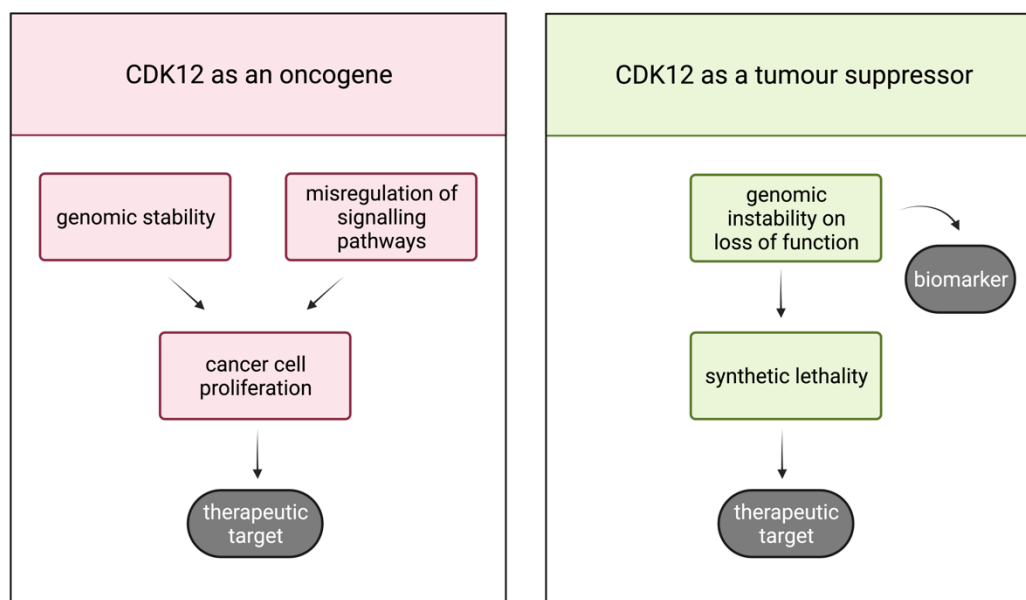 CDK12 as an oncogene
genomic stability
misregulation of
signalling
pathways
cancer cell
proliferation
therapeutic
target
CDK12 as a tumour suppressor
genomic
instability on
loss of function
biomarker
synthetic lethality
therapeutic
target